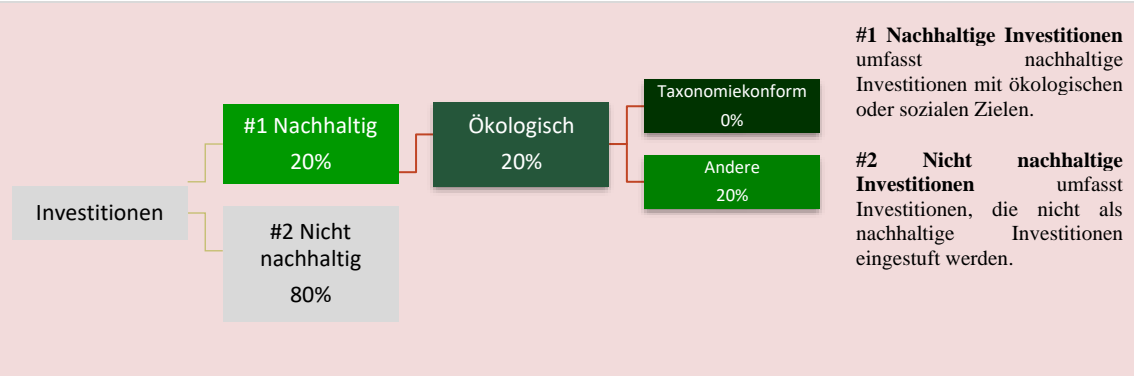 Investitionen
#1 Nachhaltig
20%
#2 Nicht
nachhaltig
80%
Ökologisch
20%
Taxonomiekonform
0%
Andere
20%
#1 Nachhaltige Investitionen
umfasst nachhaltige
Investitionen mit ökologischen
oder sozialen Zielen.
#2 Nicht nachhaltige
Investitionen umfasst
Investitionen, die nicht als
nachhaltige Investitionen
eingestuft werden.